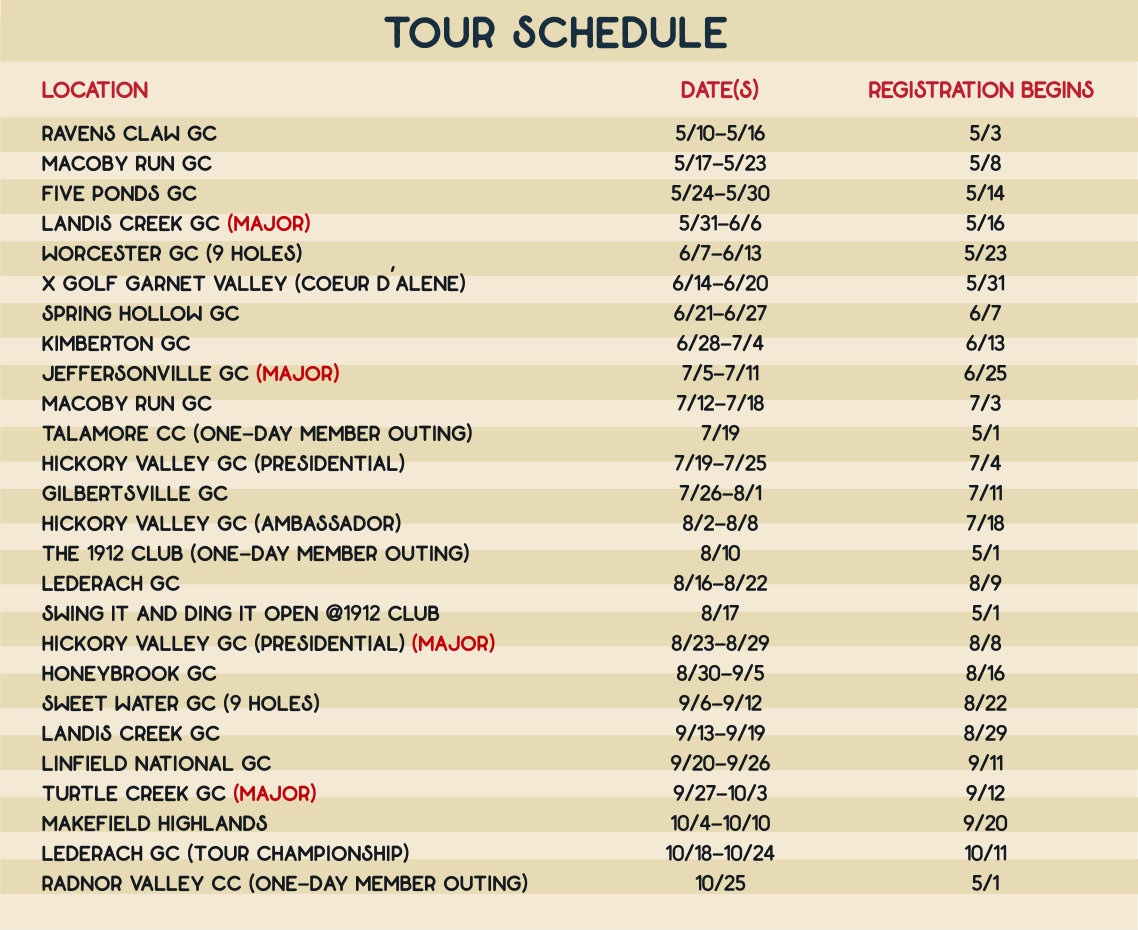 TOUR SCHEDULE
LOCATION DATE(S) REGISTRATION BEGINS
RAVENS CLAW GC 5/10–5/16 5/3
MACOBY RUN GC 5/17–5/23 5/8
FIVE PONDS GC 5/24–5/30 5/14
LANDIS CREEK GC (MAJOR) 5/31–6/6 5/16
WORCESTER GC (9 HOLES) 6/7–6/13 5/23
X GOLF GARNET VALLEY (COEUR D'ALENE) 6/14–6/20 5/31
SPRING HOLLOW GC 6/21–6/27 6/7
KIMBERTON GC 6/28–7/4 6/13
JEFFERSONVILLE GC (MAJOR) 7/5–7/11 6/25
MACOBY RUN GC 7/12–7/18 7/3
TALAMORE CC (ONE–DAY MEMBER OUTING) 7/19 5/1
HICKORY VALLEY GC (PRESIDENTIAL) 7/19–7/25 7/4
GILBERTSVILLE GC 7/26–8/1 7/11
HICKORY VALLEY GC (AMBASSADOR) 8/2–8/8 7/18
THE 1912 CLUB (ONE–DAY MEMBER OUTING) 8/10 5/1
LEDERACH GC 8/16–8/22 8/9
SWING IT AND DING IT OPEN @1912 CLUB 8/17 5/1
HICKORY VALLEY GC (PRESIDENTIAL) (MAJOR) 8/23–8/29 8/8
HONEYBROOK GC 8/30–9/5 8/16
SWEET WATER GC (9 HOLES) 9/6–9/12 8/22
LANDIS CREEK GC 9/13–9/19 8/29
LINFIELD NATIONAL GC 9/20–9/26 9/11
TURTLE CREEK GC (MAJOR) 9/27–10/3 9/12
MAKEFIELD HIGHLANDS 10/4–10/10 9/20
LEDERACH GC (TOUR CHAMPIONSHIP) 10/18–10/24 10/11
RADNOR VALLEY CC (ONE–DAY MEMBER OUTING) 10/25 5/1